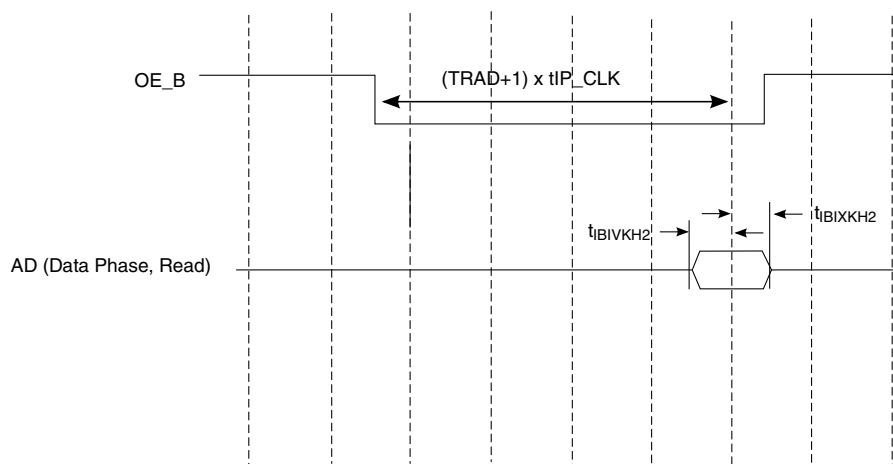 OE_B
(TRAD+1) x tIP_CLK
tIBIVKH2
tIBIXKH2
AD (Data Phase, Read)